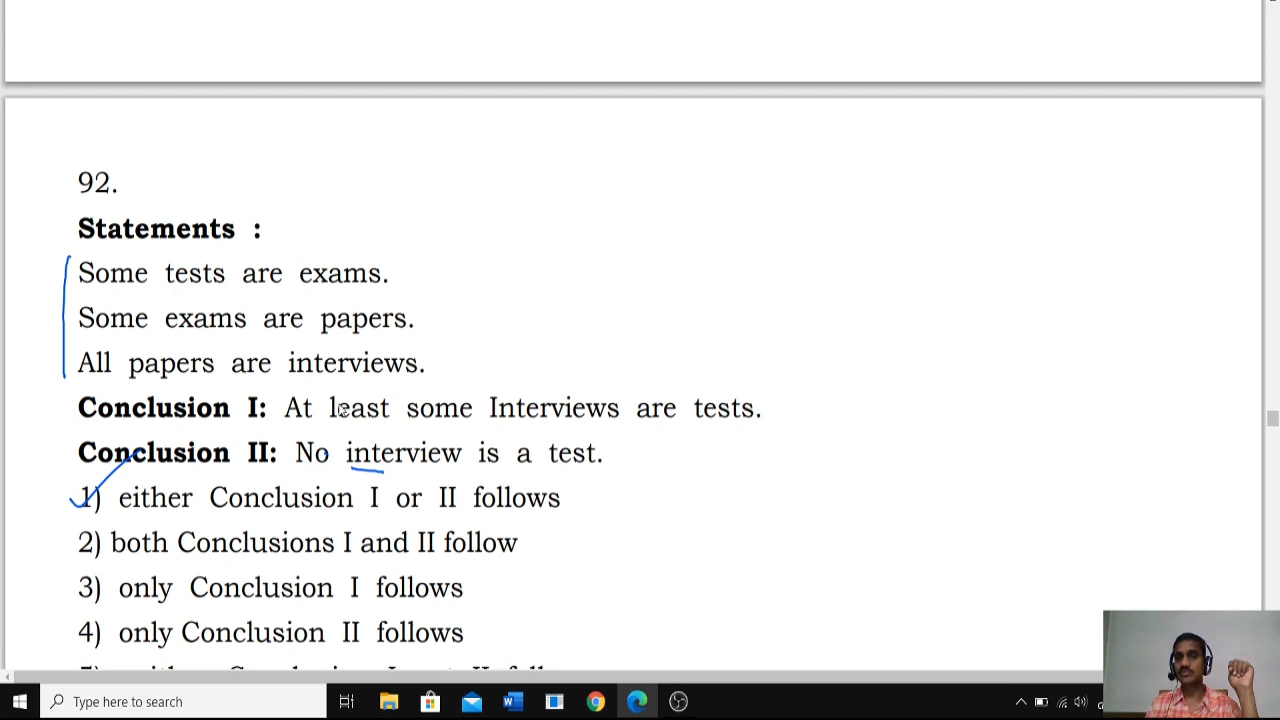 92.
Statements :
Some tests are exams.
Some exams are papers.
All papers are interviews.
Conclusion I: At least some Interviews are tests.
Conclusion II: No interview is a test.
1) either Conclusion I or II follows
2) both Conclusions I and II follow
3) only Conclusion I follows
4) only Conclusion II follows
Type here to search